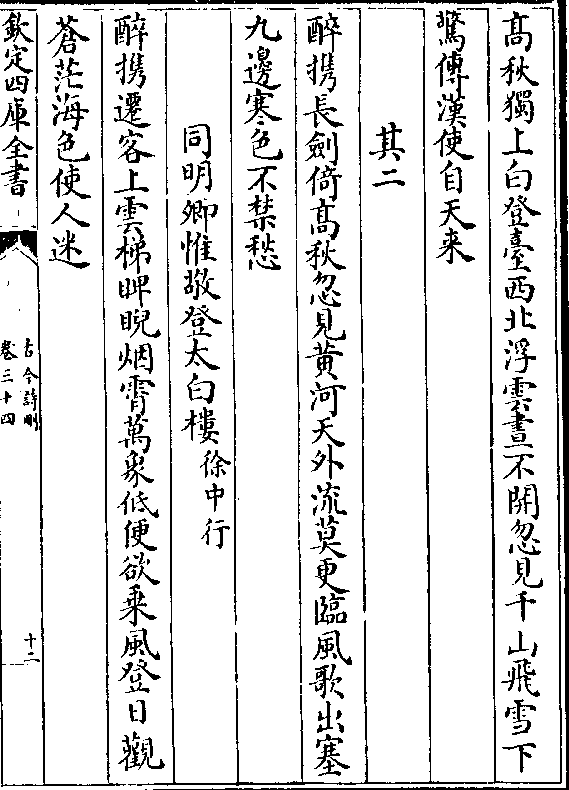 髙秋獨上白登臺西北浮雲晝不開忽見千山飛雪下
驚傳漢使自天来
其二
醉携長劍倚髙秋忽見黄河天外流莫更臨風歌出塞
九邊寒色不禁愁
同明卿惟敬登太白樓徐中行
醉携遷客上雲梯睥睨烟霄萬象低便欲乗風登日觀
蒼茫海色使人迷
欽定四庫全書
古今詩刪
卷三十四
十二